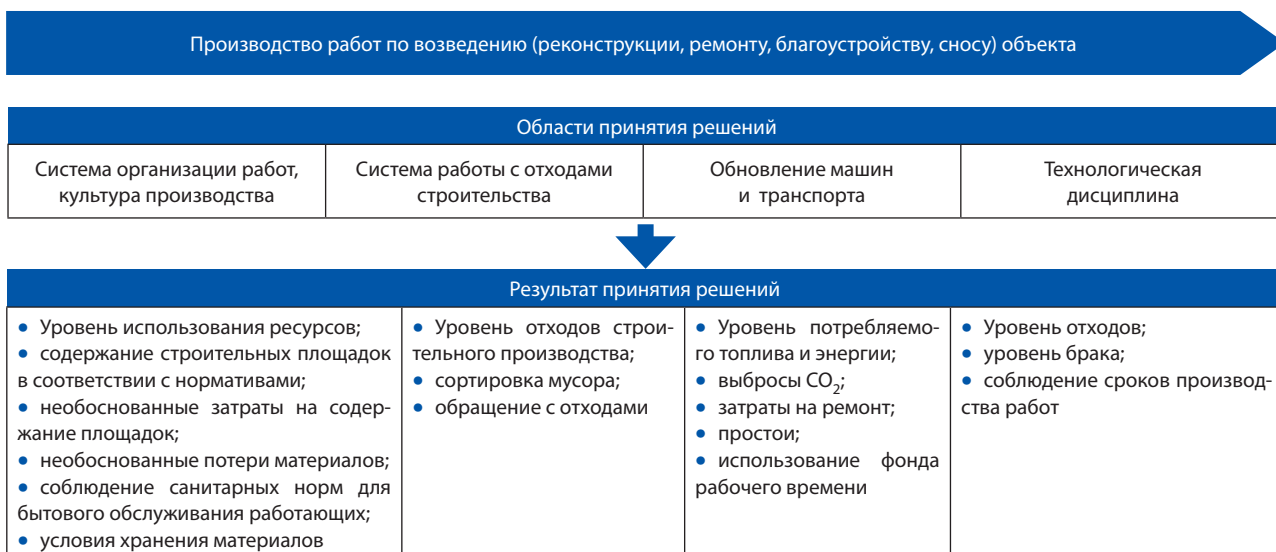 Производство работ по возведению (реконструкции, ремонту, благоустройству, сносу) объекта
Области принятия решений
Система организации работ,
культура производства
Система работы с отходами
строительства
Обновление машин
и транспорта
Технологическая
дисциплина
Результат принятия решений
• Уровень использования ресурсов;
• содержание строительных площадок
в соответствии с нормативами;
• необоснованные затраты на содер-
жание площадок;
• необоснованные потери материалов;
• соблюдение санитарных норм для
бытового обслуживания работающих;
• условия хранения материалов
• Уровень отходов строи-
тельного производства;
• сортировка мусора;
• обращение с отходами
• Уровень потребляемо-
го топлива и энергии;
• выбросы CO₂;
• затраты на ремонт;
• простои;
• использование фонда
рабочего времени
• Уровень отходов;
• уровень брака;
• соблюдение сроков производ-
ства работ